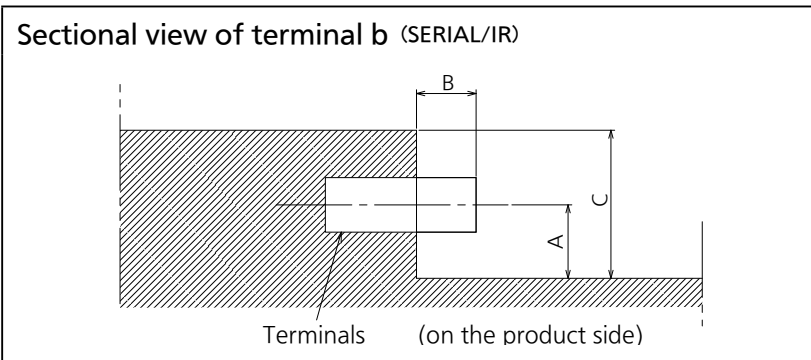 Sectional view of terminal b (SERIAL/IR)
B
C
A
Terminals (on the product side)